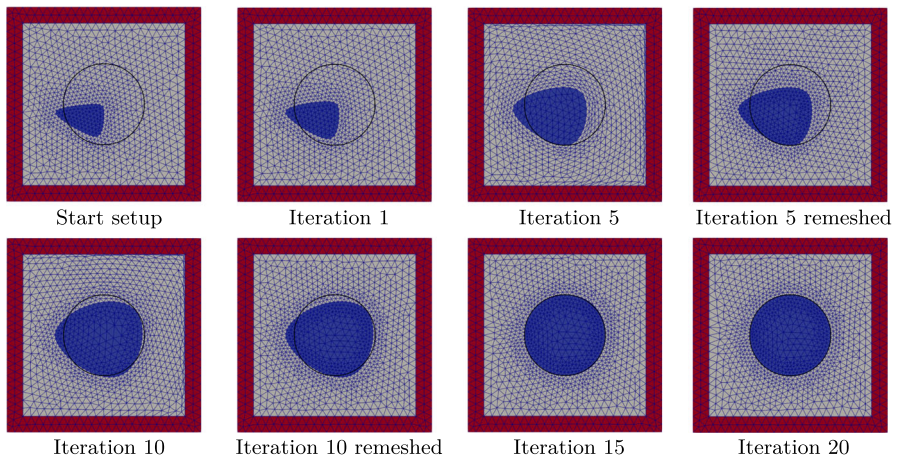 Start setup
Iteration 1
Iteration 5
Iteration 5 remeshed
Iteration 10
Iteration 10 remeshed
Iteration 15
Iteration 20